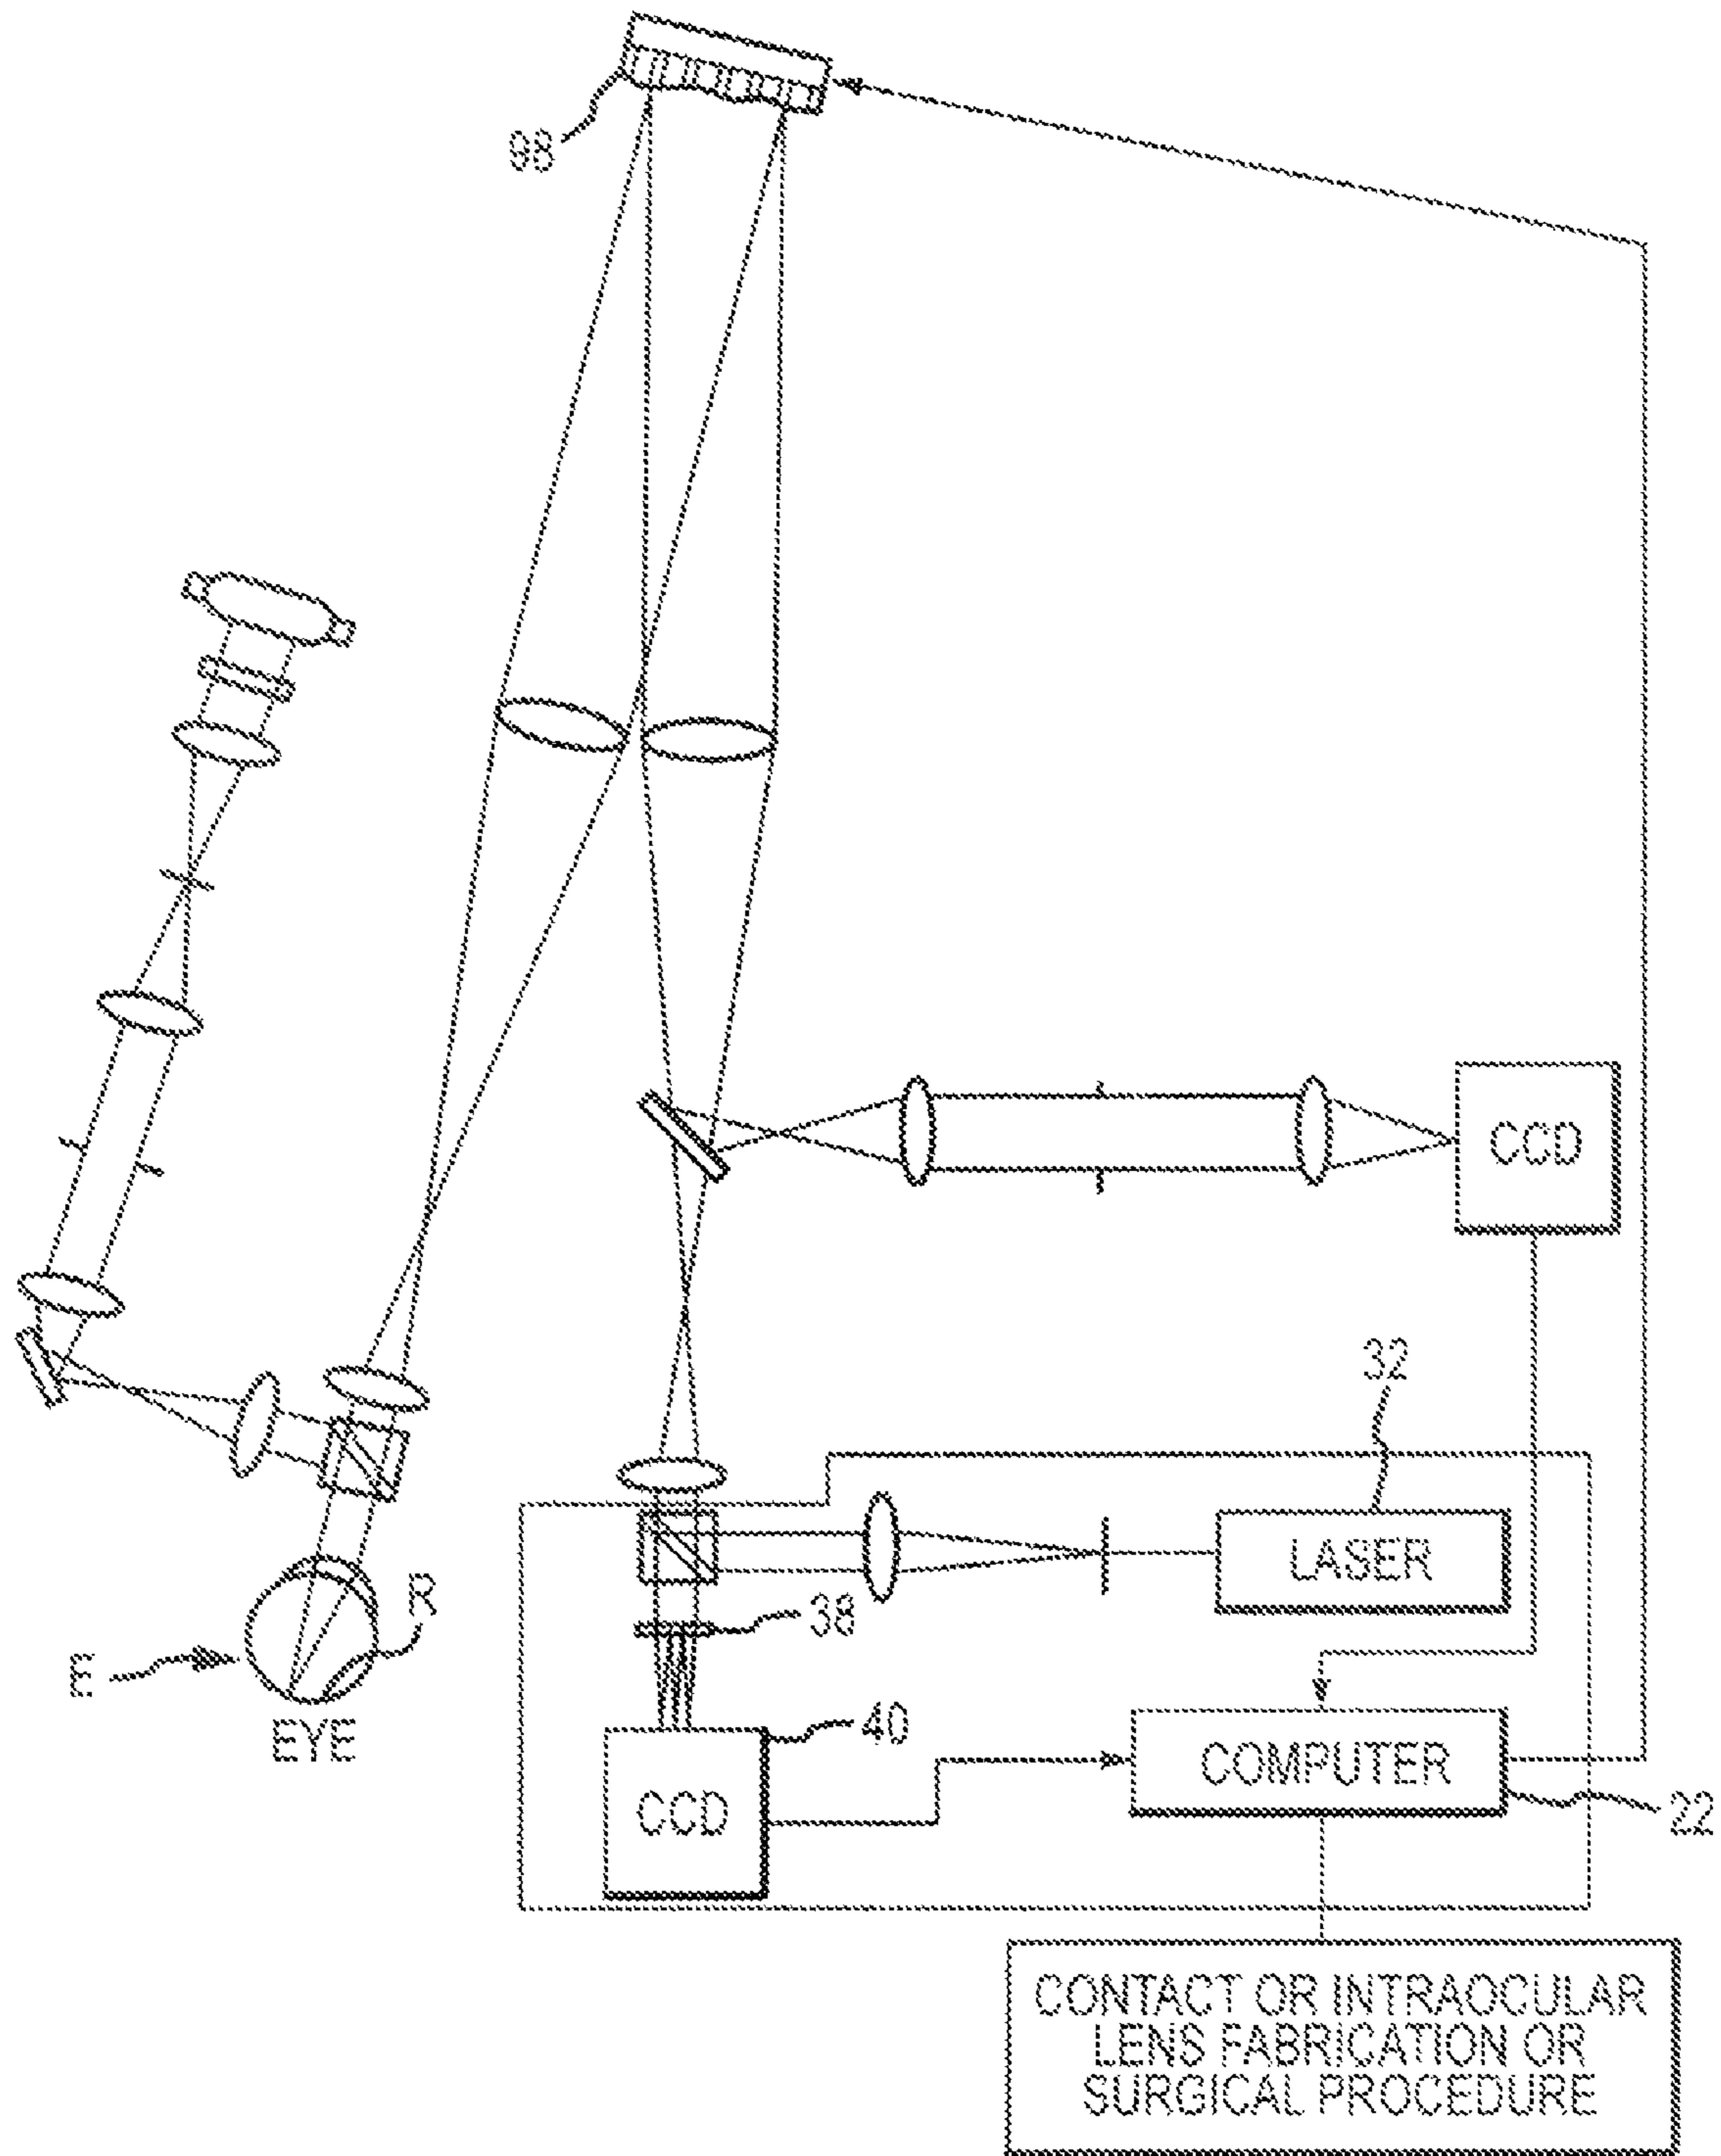 98
CCD
32
LASER
R
38
E
EYE
40
CCD
COMPUTER
22
CONTACT OR INTRAOCULAR
LENS FABRICATION OR
SURGICAL PROCEDURE